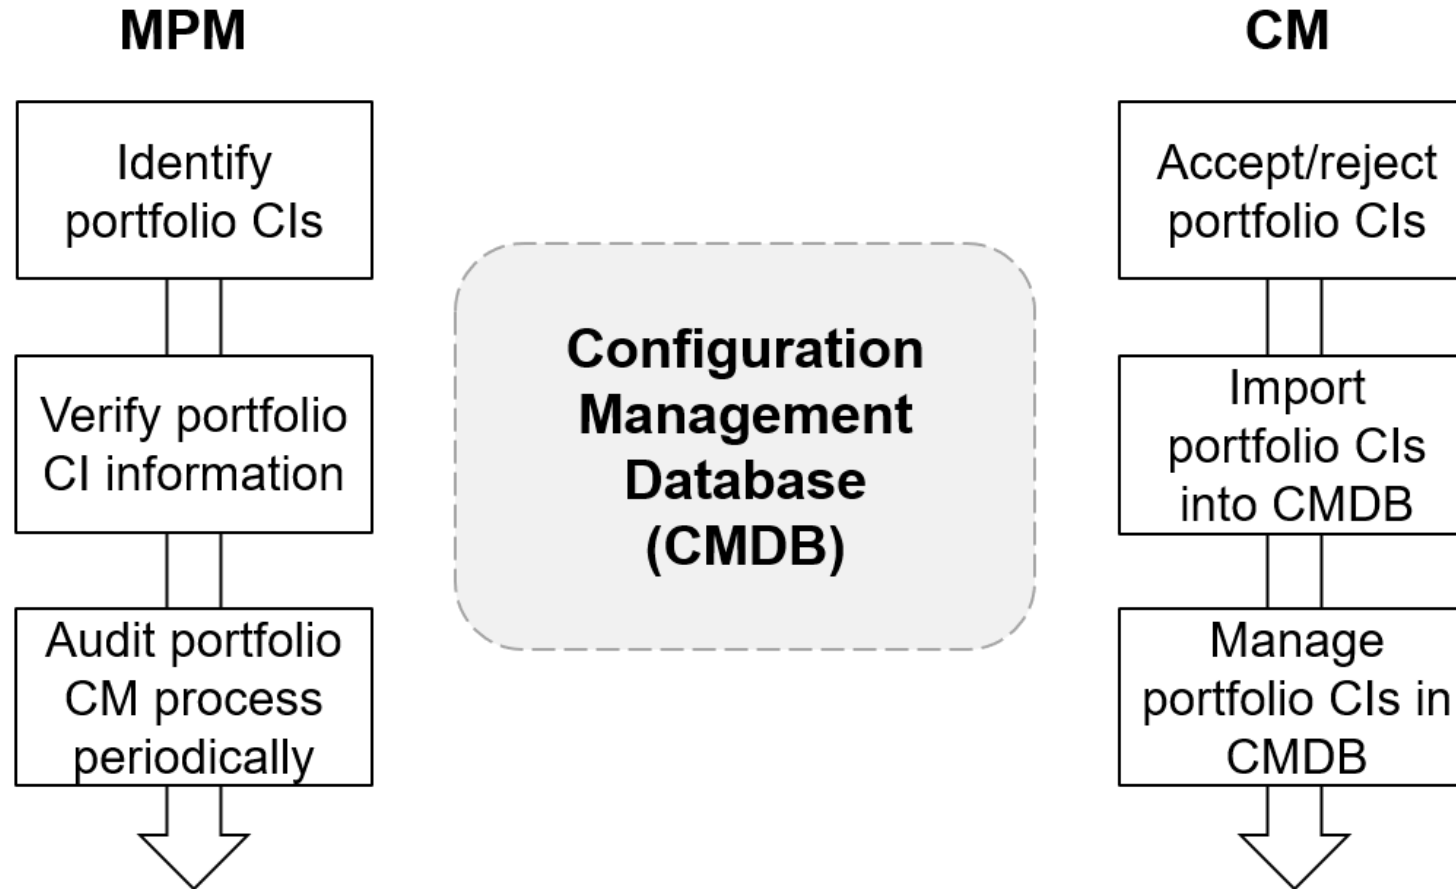 MPM
Identify
portfolio CIs
Verify portfolio
CI information
Audit portfolio
CM process
periodically
Configuration
Management
Database
(CMDB)
CM
Accept/reject
portfolio CIs
Import
portfolio CIs
into CMDB
Manage
portfolio CIs in
CMDB